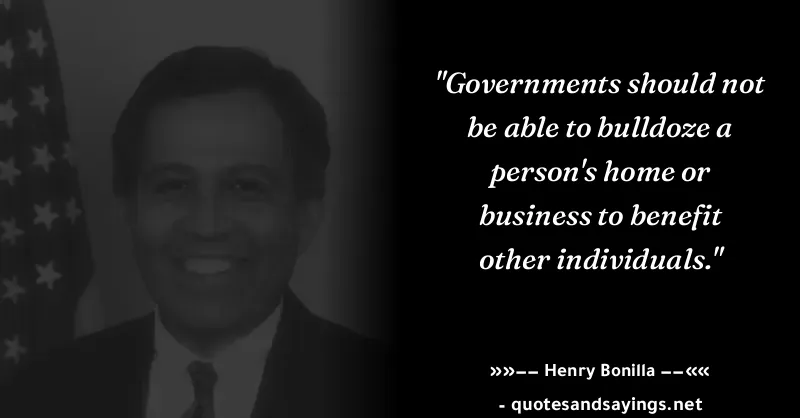 "Governments should not
be able to bulldoze a
person's home or
business to benefit
other individuals."
»»−− Henry Bonilla −−««
- quotesandsayings.net